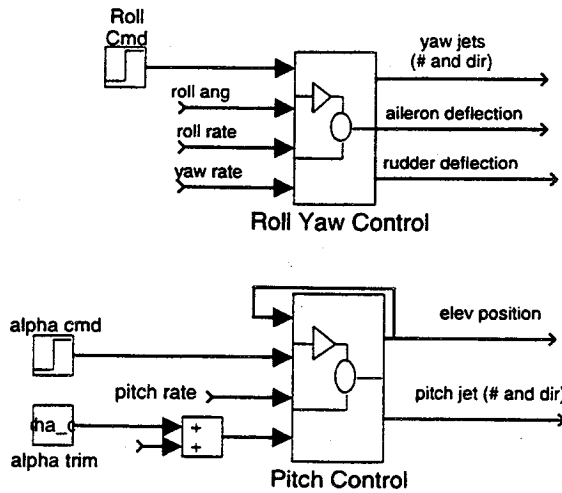 Roll
Cmd
yaw jets
(# and dir)
roll ang
aileron deflection
roll rate
rudder deflection
yaw rate
Roll Yaw Control
alpha cmd
elev position
pitch rate
pitch jet (# and dir)
ha_c
+
+
alpha trim
Pitch Control